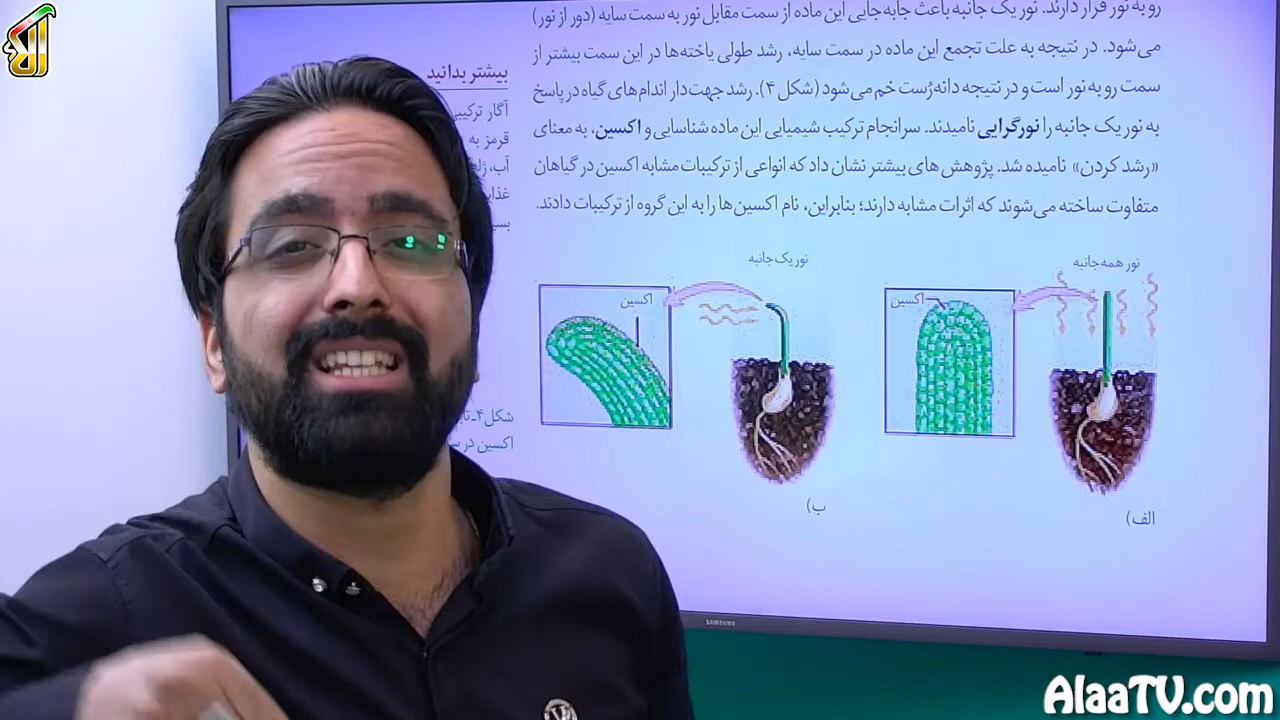 رو به نور قرار دارند. نور یک جانبه باعث جابه جایی این ماده از سمت مقابل نور به سمت سایه (دور از نور)
می‌شود. در نتیجه به علت تجمع این ماده در سمت سایه، رشد طولی یاخته‌ها در این سمت بیشتر از
سمت رو به نور است و در نتیجه دانه‌رُست خم می‌شود (شکل ۴). رشد جهت‌دار اندام‌های گیاه در پاسخ
به نور یک جانبه را نورگرایی نامیدند. سرانجام ترکیب شیمیایی این ماده شناسایی و اکسین، به معنای
«رشد کردن» نامیده شد. پژوهش‌های بیشتر نشان داد که انواعی از ترکیبات مشابه اکسین در گیاهان
متفاوت ساخته می‌شوند که اثرات مشابه دارند؛ بنابراین، نام اکسین‌ها را به این گروه از ترکیبات دادند.
نور همه جانبه
اکسین
الف)
نور یک جانبه
اکسین
ب)
بیشتر بدانید
آگار ترکیبی
قرمز به
آب،
شکل ۴ـ
اکسین در
SAMSUNG
AlaaTV.com